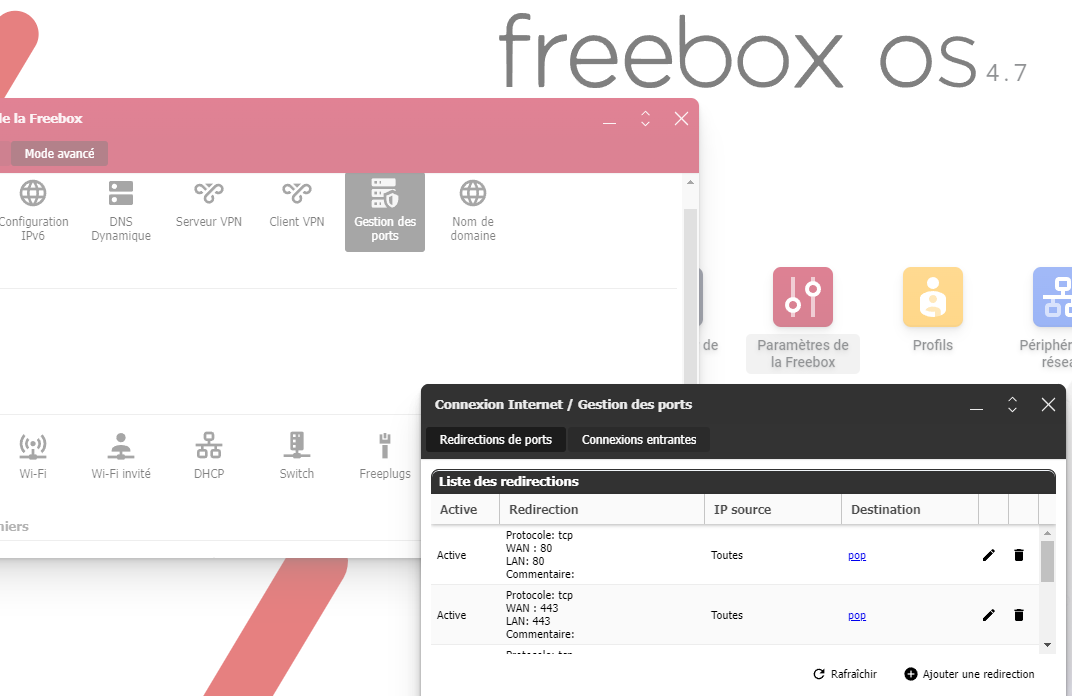 freebox os 4.7
de la Freebox
Mode avancé
Configuration IPv6
DNS Dynamique
Serveur VPN
Client VPN
Gestion des ports
Nom de domaine
de
Paramètres de la Freebox
Profils
Périphér
résea
Connexion Internet / Gestion des ports
Redirections de ports
Connexions entrantes
Wi-Fi
Wi-Fi invité
DHCP
Switch
Freeplugs
niers
Liste des redirections
Active
Redirection
IP source
Destination
Active
Protocole: tcp
WAN : 80
LAN: 80
Commentaire:
Toutes
pop
Active
Protocole: tcp
WAN : 443
LAN: 443
Commentaire:
Toutes
pop
Protocole: tcp
Rafraîchir
Ajouter une redirection